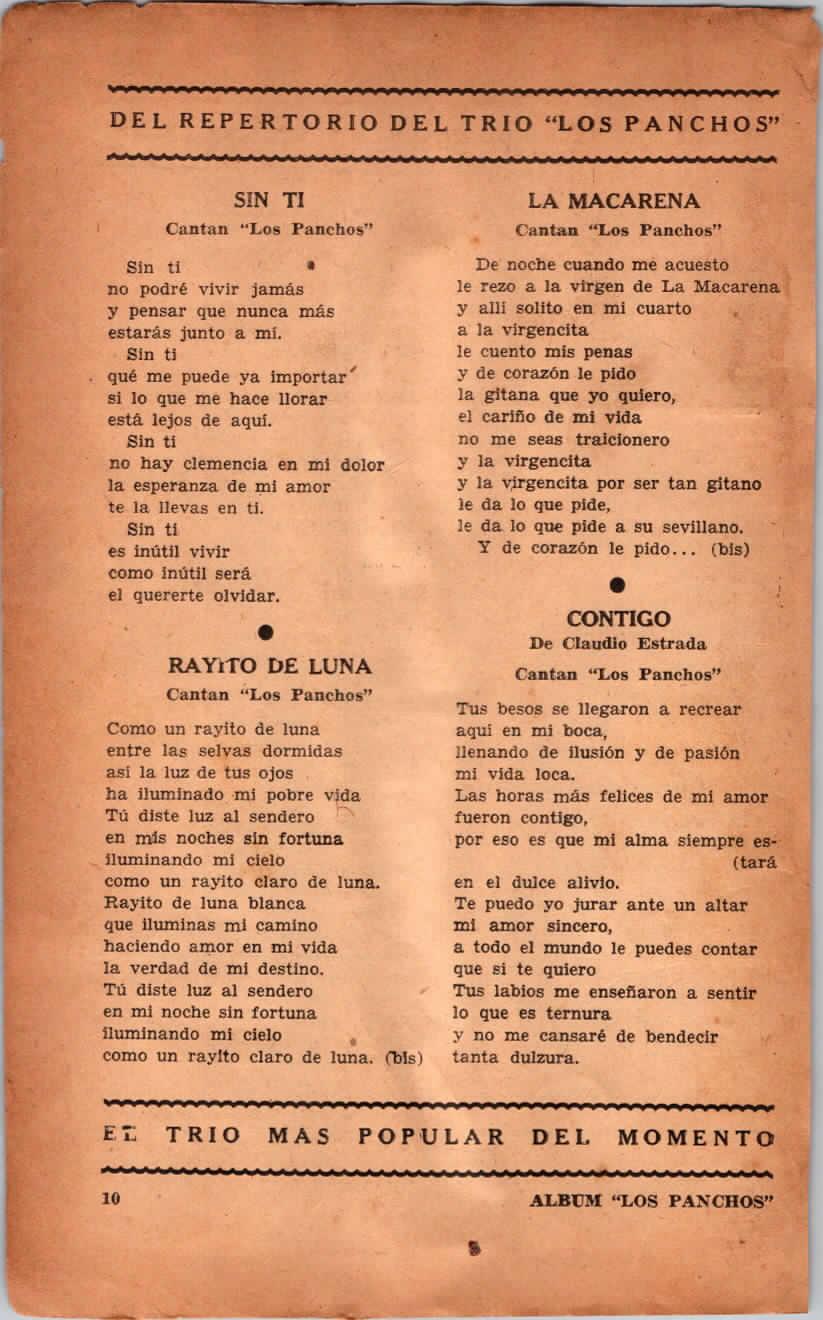 DEL REPERTORIO DEL TRIO “LOS PANCHOS”
SIN TI
Cantan “Los Panchos”
Sin ti
no podré vivir jamás
y pensar que nunca más
estarás junto a mí.
Sin ti
qué me puede ya importar
si lo que me hace llorar
está lejos de aquí.
Sin ti
no hay clemencia en mi dolor
la esperanza de mi amor
te la llevas en ti.
Sin ti
es inútil vivir
como inútil será
el quererte olvidar.
RAYITO DE LUNA
Cantan “Los Panchos”
Como un rayito de luna
entre las selvas dormidas
así la luz de tus ojos
ha iluminado mi pobre vida
Tú diste luz al sendero
en mis noches sin fortuna
iluminando mi cielo
como un rayito claro de luna.
Rayito de luna blanca
que iluminas mi camino
haciendo amor en mi vida
la verdad de mi destino.
Tú diste luz al sendero
en mi noche sin fortuna
iluminando mi cielo
como un rayito claro de luna. (bis)
LA MACARENA
Cantan “Los Panchos”
De noche cuando me acuesto
le rezo a la virgen de La Macarena
y allí solito en mi cuarto
a la virgencita
le cuento mis penas
y de corazón le pido
la gitana que yo quiero,
el cariño de mi vida
no me seas traicionero
y la virgencita
y la virgencita por ser tan gitano
le da lo que pide,
le da lo que pide a su sevillano.
Y de corazón le pido... (bis)
CONTIGO
De Claudio Estrada
Cantan “Los Panchos”
Tus besos se llegaron a recrear
aquí en mi boca,
llenando de ilusión y de pasión
mi vida loca.
Las horas más felices de mi amor
fueron contigo,
por eso es que mi alma siempre es-
(tará
en el dulce alivio.
Te puedo yo jurar ante un altar
mi amor sincero,
a todo el mundo le puedes contar
que si te quiero
Tus labios me enseñaron a sentir
lo que es ternura
y no me cansaré de bendecir
tanta dulzura.
EL TRIO MAS POPULAR DEL MOMENTO
10
ALBUM “LOS PANCHOS”